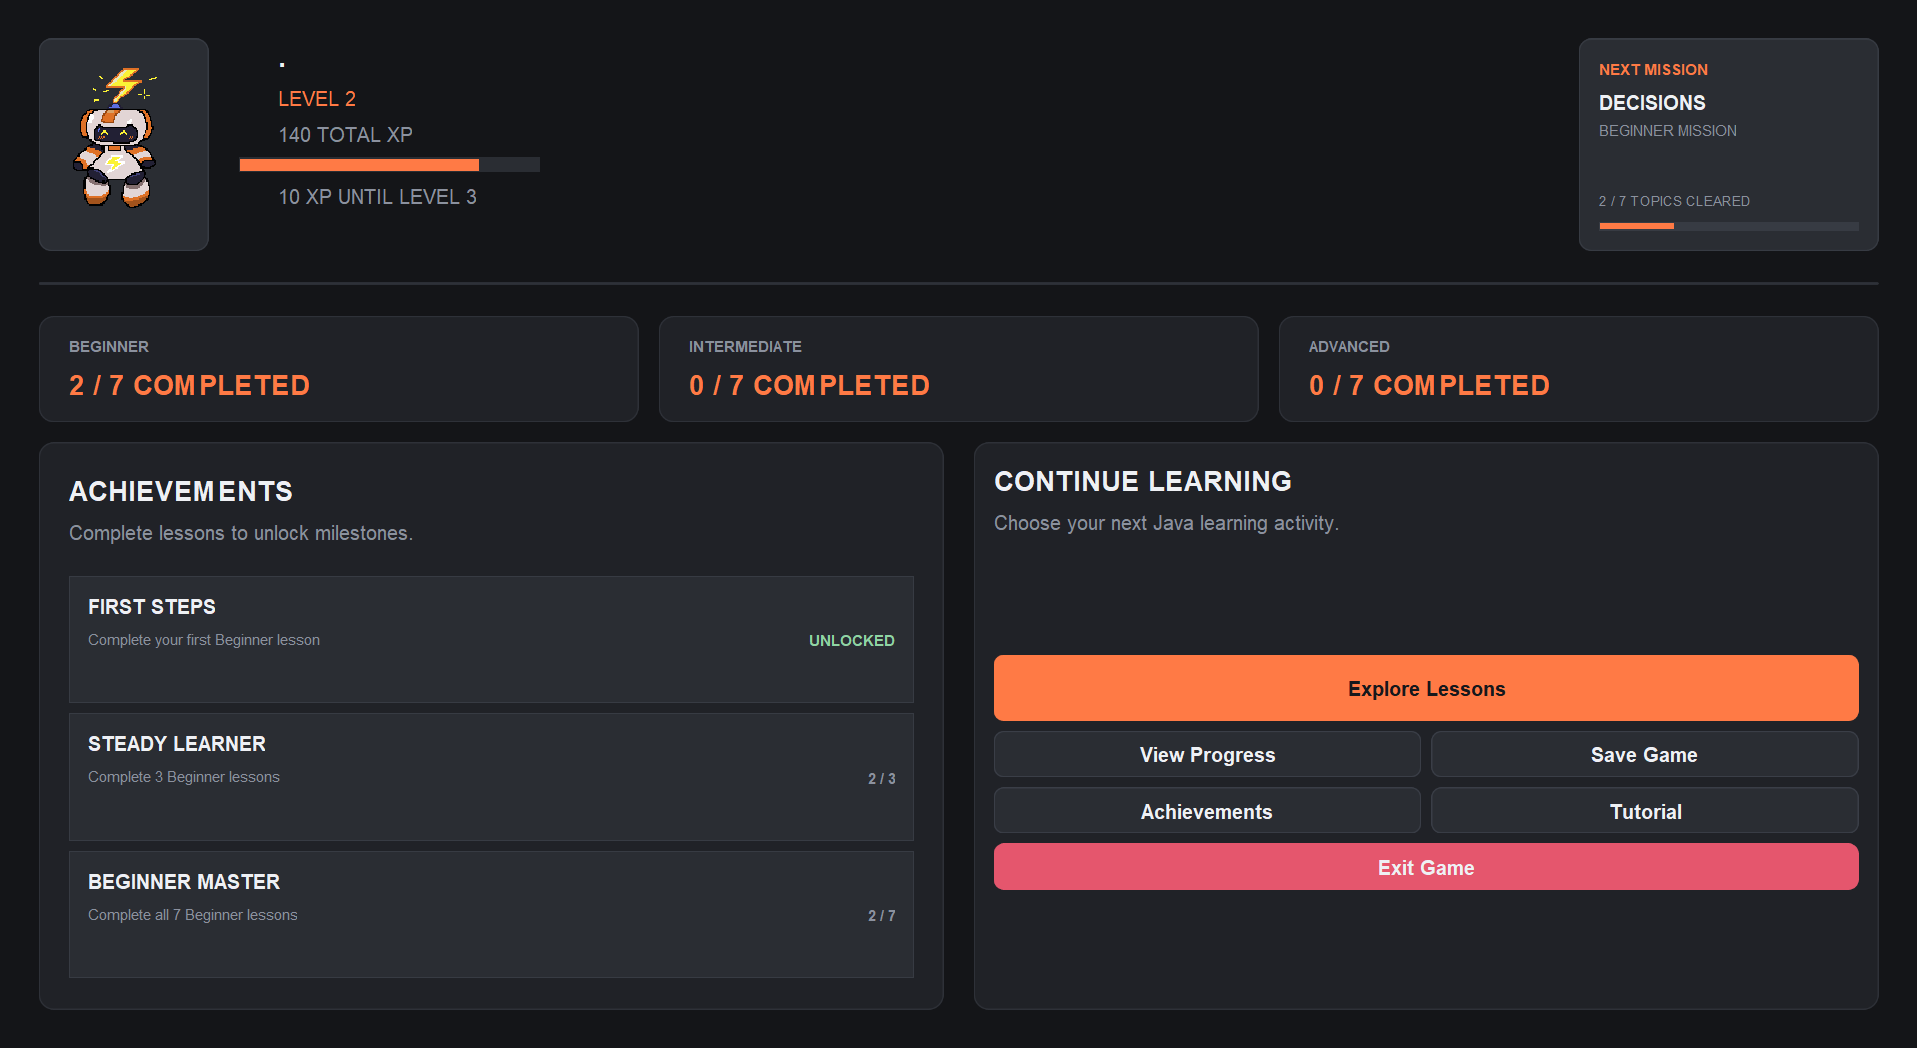 .
LEVEL 2
140 TOTAL XP
10 XP UNTIL LEVEL 3
NEXT MISSION
DECISIONS
BEGINNER MISSION
2 / 7 TOPICS CLEARED
BEGINNER
2 / 7 COMPLETED
INTERMEDIATE
0 / 7 COMPLETED
ADVANCED
0 / 7 COMPLETED
ACHIEVEMENTS
Complete lessons to unlock milestones.
FIRST STEPS
Complete your first Beginner lesson
UNLOCKED
STEADY LEARNER
Complete 3 Beginner lessons
2 / 3
BEGINNER MASTER
Complete all 7 Beginner lessons
2 / 7
CONTINUE LEARNING
Choose your next Java learning activity.
Explore Lessons
View Progress
Save Game
Achievements
Tutorial
Exit Game